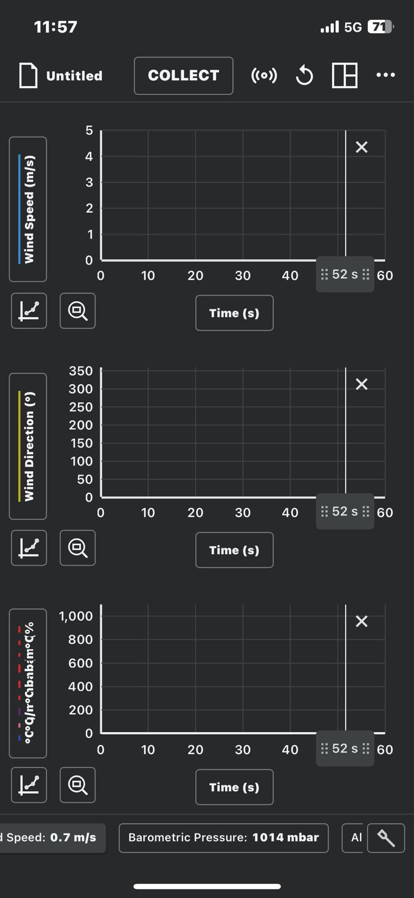 11:57
5G 71
Untitled
COLLECT
Wind Speed (m/s)
5
4
3
2
1
0
0 10 20 30 40 52 s 60
Time (s)
Wind Direction (°)
350
300
250
200
150
100
50
0
0 10 20 30 40 52 s 60
Time (s)
1,000
800
600
400
200
0
0 10 20 30 40 52 s 60
Time (s)
d Speed: 0.7 m/s
Barometric Pressure: 1014 mbar
Al